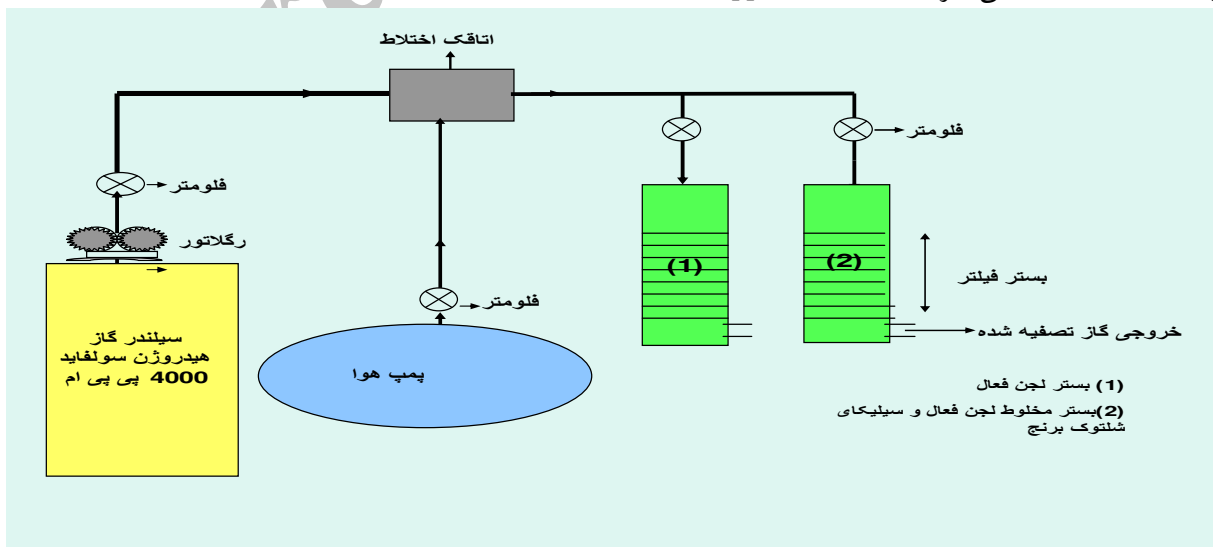 اتاقک اختلاط
فلومتر
فلومتر
رگلاتور
(1)
(2)
بستر فیلتر
فلومتر
خروجی گاز تصفیه شده
سیلندر گاز
هیدروژن سولفاید
4000 پی پی ام
پمپ هوا
(1) بستر لجن فعال
(2)بستر مخلوط لجن فعال و سیلیکای
شلتوک برنج